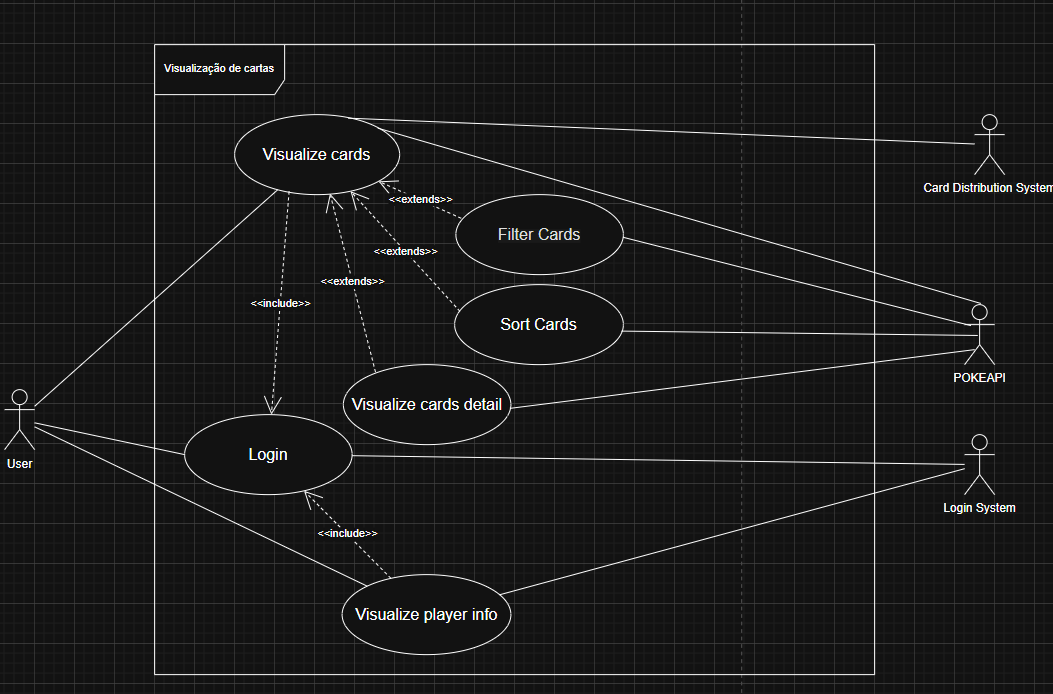 Visualização de cartas
Visualize cards
Card Distribution System
<<extends>>
Filter Cards
<<extends>>
<<extends>>
<<include>>
Sort Cards
POKEAPI
Visualize cards detail
User
Login
Login System
<<include>>
Visualize player info